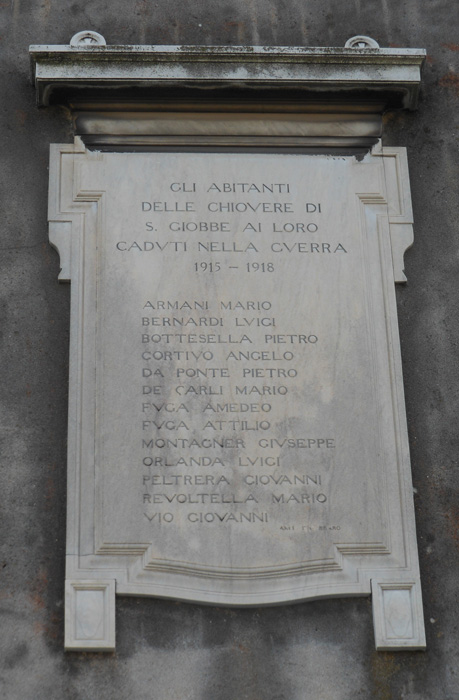 GLI ABITANTI
DELLE CHIOVERE DI
S. GIOBBE AI LORO
CADVTI NELLA GVERRA
1915 – 1918
ARMANI MARIO
BERNARDI LVIGI
BOTTESELLA PIETRO
CORTIVO ANGELO
DA PONTE PIETRO
DE CARLI MARIO
FVGA AMEDEO
FVGA ATTILIO
MONTAGNER GIVSEPPE
ORLANDA LVIGI
PELTRERA GIOVANNI
REVOLTELLA MARIO
VIO GIOVANNI